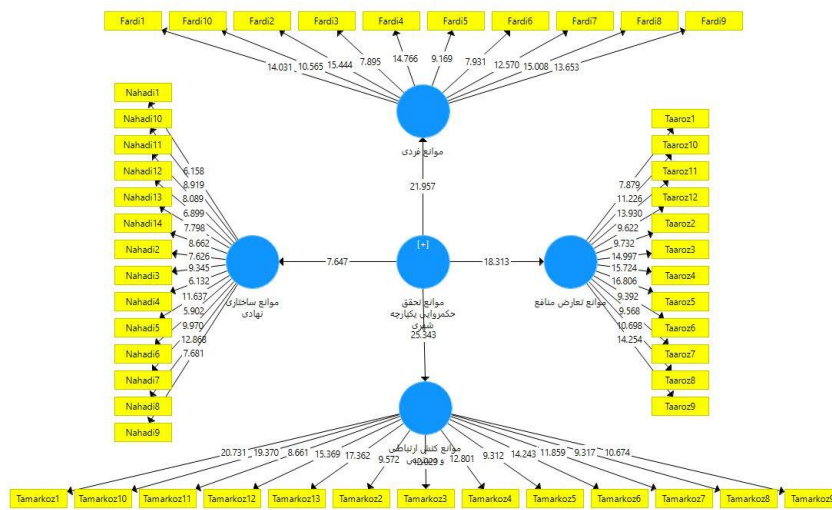 Fardi1 Fardi10 Fardi2 Fardi3 Fardi4 Fardi5 Fardi6 Fardi7 Fardi8 Fardi9
14.031 10.565 15.444 7.895 14.766 9.169 7.931 12.570 15.008 13.653
موانع فردی
21.957
Nahadi1
Nahadi10
Nahadi11
Nahadi12
Nahadi13
Nahadi14
Nahadi2
Nahadi3
Nahadi4
Nahadi5
Nahadi6
Nahadi7
Nahadi8
Nahadi9
6.158
8.919
8.089
6.899
7.798
8.662
7.626
9.345
6.132
11.637
5.902
9.970
12.868
7.681
موانع ساختاری
نهادی
7.647
[+]
موانع تحقق
حکمروایی یکپارچه
شهری
25.343
18.313
موانع تعارض منافع
7.879
11.226
13.930
9.622
9.732
14.997
15.724
16.806
9.392
9.568
10.698
14.254
Taaroz1
Taaroz10
Taaroz11
Taaroz12
Taaroz2
Taaroz3
Taaroz4
Taaroz5
Taaroz6
Taaroz7
Taaroz8
Taaroz9
موانع کنش ارتباطی
و
20.731 19.370 8.661 15.369 17.362 9.572 12.801 9.312 14.243 11.859 9.317 10.674
Tamarkoz1 Tamarkoz10 Tamarkoz11 Tamarkoz12 Tamarkoz13 Tamarkoz2 Tamarkoz3 Tamarkoz4 Tamarkoz5 Tamarkoz6 Tamarkoz7 Tamarkoz8 Tamarkoz9